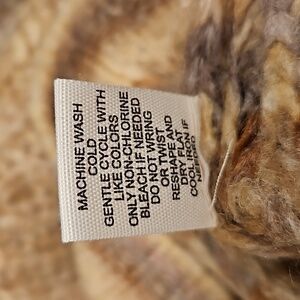 MACHINE WASH
COLD
GENTLE CYCLE WITH
LIKE COLORS
ONLY NON-CHLORINE
BLEACH IF NEEDED
DO NOT WRING
OR TWIST
RESHAPE AND
DRY FLAT
COOL IRON IF
NEEDED